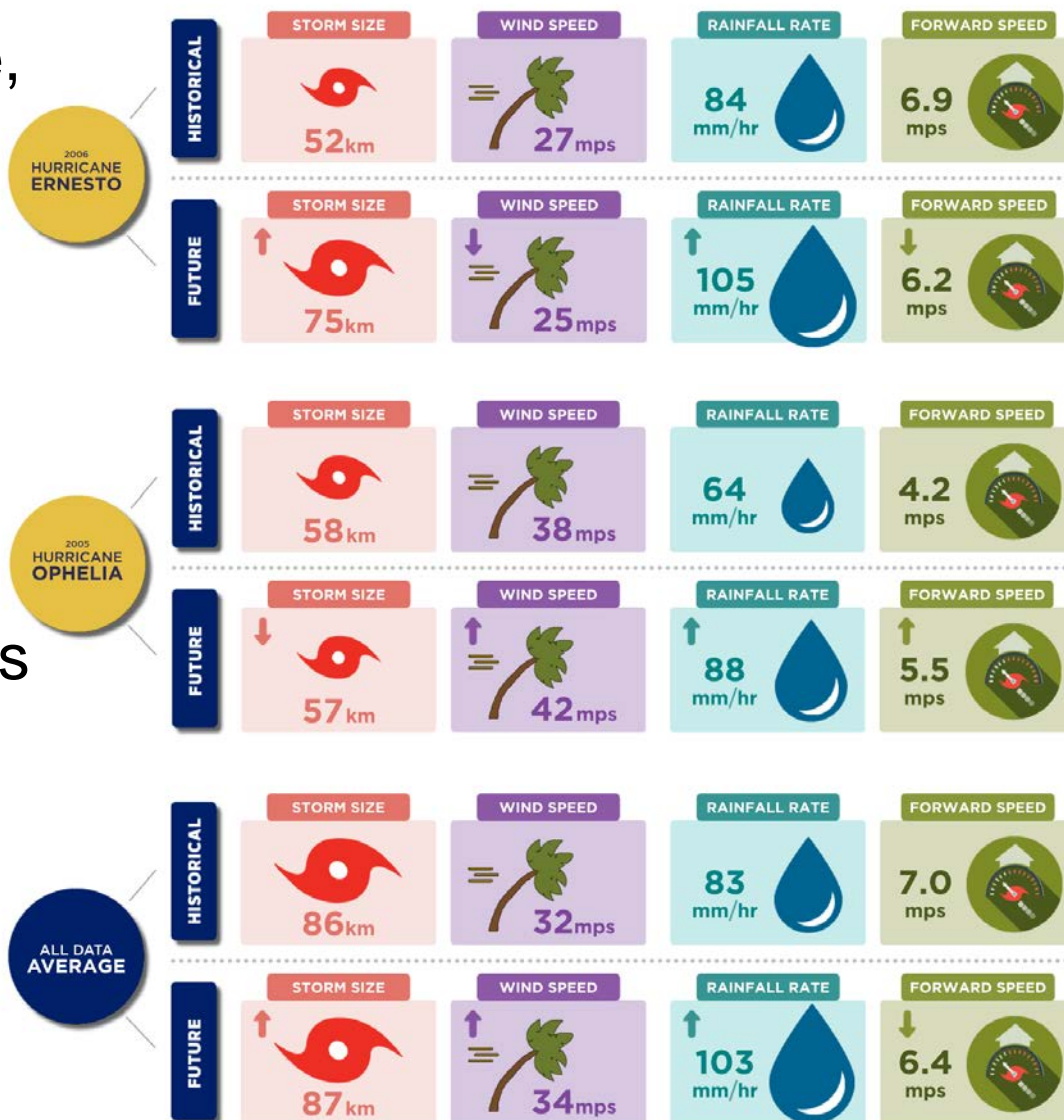 e,
s
2006
HURRICANE
ERNESTO
HISTORICAL
STORM SIZE
52km
WIND SPEED
27mps
RAINFALL RATE
84
mm/hr
FORWARD SPEED
6.9
mps
FUTURE
STORM SIZE
75km
WIND SPEED
25mps
RAINFALL RATE
105
mm/hr
FORWARD SPEED
6.2
mps
2005
HURRICANE
OPHELIA
HISTORICAL
STORM SIZE
58km
WIND SPEED
38mps
RAINFALL RATE
64
mm/hr
FORWARD SPEED
4.2
mps
FUTURE
STORM SIZE
57km
WIND SPEED
42mps
RAINFALL RATE
88
mm/hr
FORWARD SPEED
5.5
mps
ALL DATA
AVERAGE
HISTORICAL
STORM SIZE
86km
WIND SPEED
32mps
RAINFALL RATE
83
mm/hr
FORWARD SPEED
7.0
mps
FUTURE
STORM SIZE
87km
WIND SPEED
34mps
RAINFALL RATE
103
mm/hr
FORWARD SPEED
6.4
mps